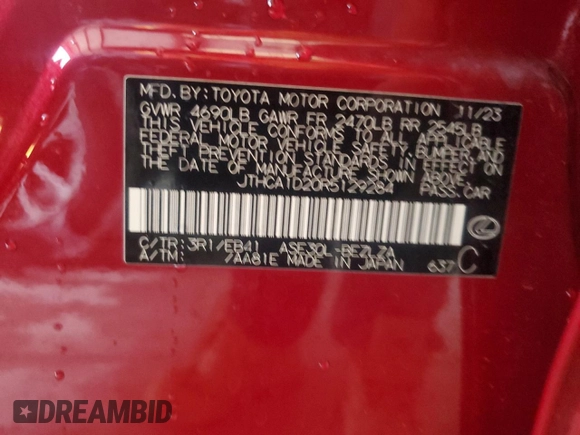 MFD.BY:TOYOTA MOTOR CORPORATION 11/23
GVWR 4690LB GAWR FR 2470LB RR 2545LB
THIS VEHICLE CONFORMS TO ALL APPLICABLE
FEDERAL MOTOR VEHICLE SAFETY, BUMPER, AND
THEFT PREVENTION STANDARDS IN EFFECT ON
THE DATE OF MANUFACTURE SHOWN ABOVE.
JTHCA1D20R5129284 PASS.CAR
C/TR:3R1/EB41 ASE30L-BEZLZA
A/TM: /AA81E MADE IN JAPAN 637 C
DREAMBID